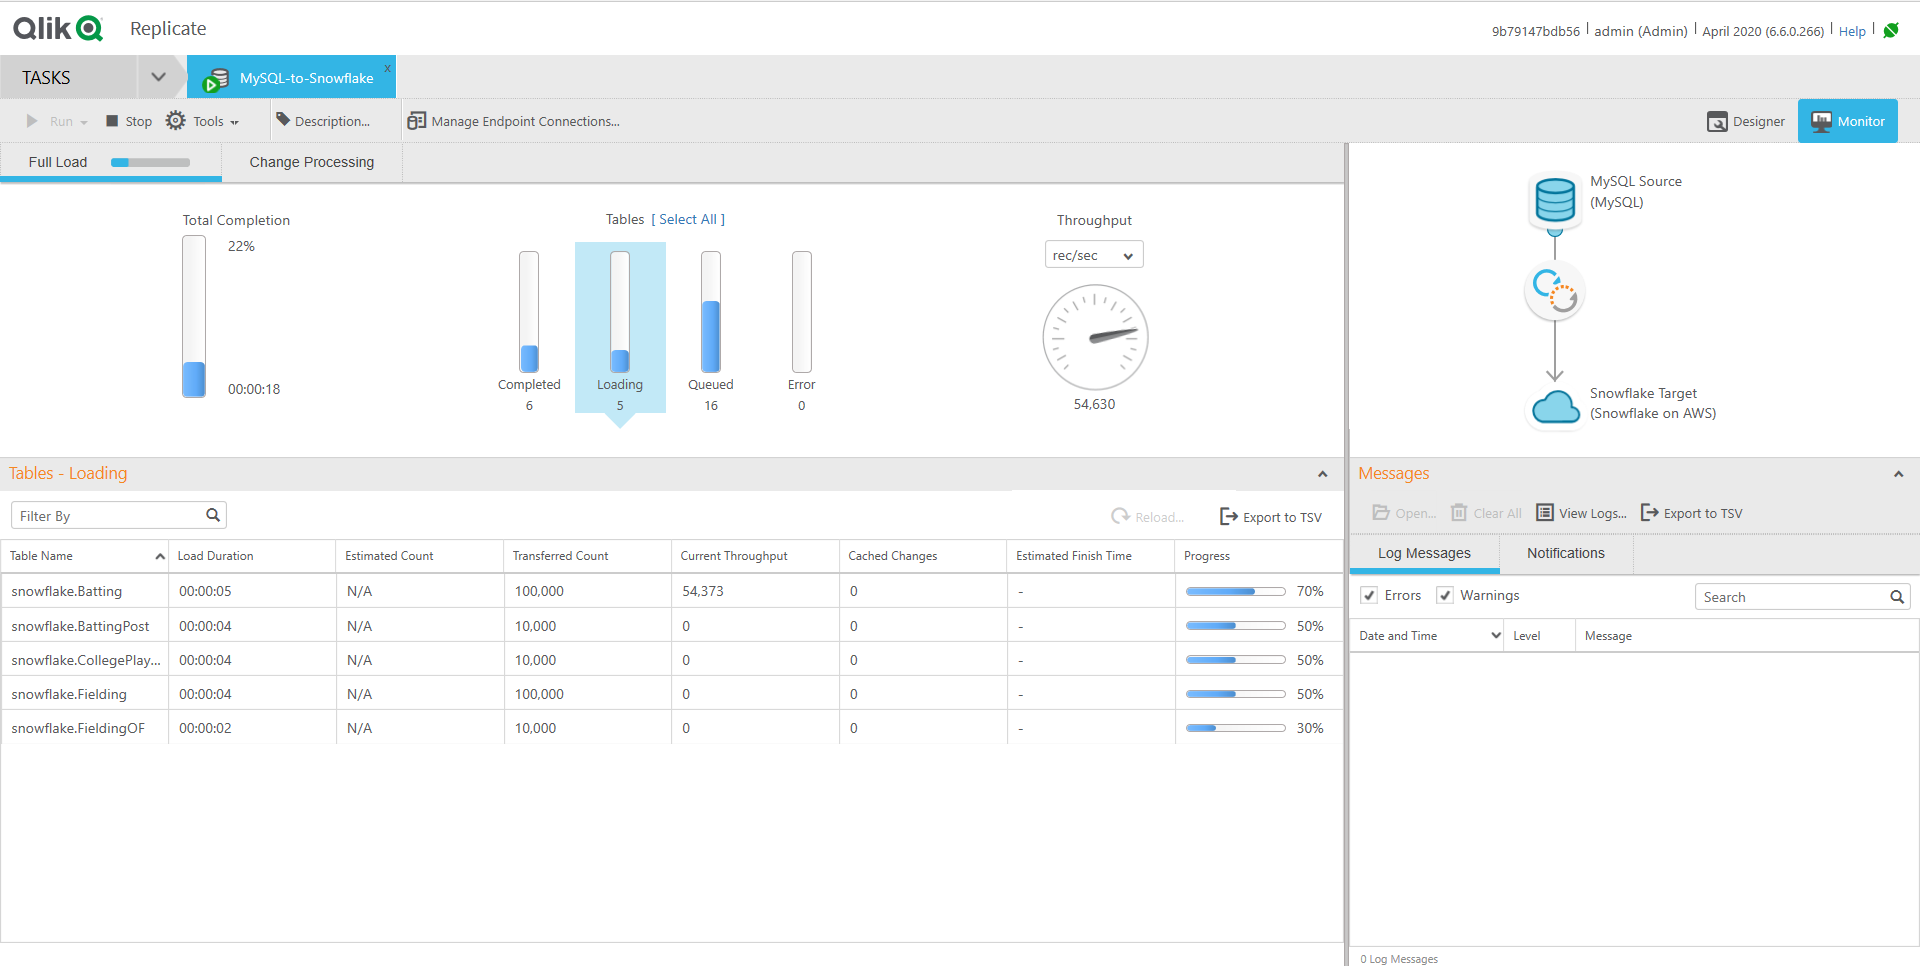 Qlik Replicate
9b79147bdb56 admin (Admin) April 2020 (6.6.0.266) Help
TASKS MySQL-to-Snowflake x
Run Stop Tools Description... Manage Endpoint Connections... Designer Monitor
Full Load Change Processing
Total Completion
22%
00:00:18
Tables [ Select All ]
Completed Loading Queued Error
6 5 16 0
Throughput
rec/sec
54,630
MySQL Source
(MySQL)
Snowflake Target
(Snowflake on AWS)
Tables - Loading
Filter By Reload... Export to TSV
Table Name Load Duration Estimated Count Transferred Count Current Throughput Cached Changes Estimated Finish Time Progress
snowflake.Batting 00:00:05 N/A 100,000 54,373 0 - 70%
snowflake.BattingPost 00:00:04 N/A 10,000 0 0 - 50%
snowflake.CollegePlay... 00:00:04 N/A 10,000 0 0 - 50%
snowflake.Fielding 00:00:04 N/A 100,000 0 0 - 50%
snowflake.FieldingOF 00:00:02 N/A 10,000 0 0 - 30%
Messages
Open... Clear All View Logs... Export to TSV
Log Messages Notifications
Errors Warnings Search
Date and Time Level Message
0 Log Messages